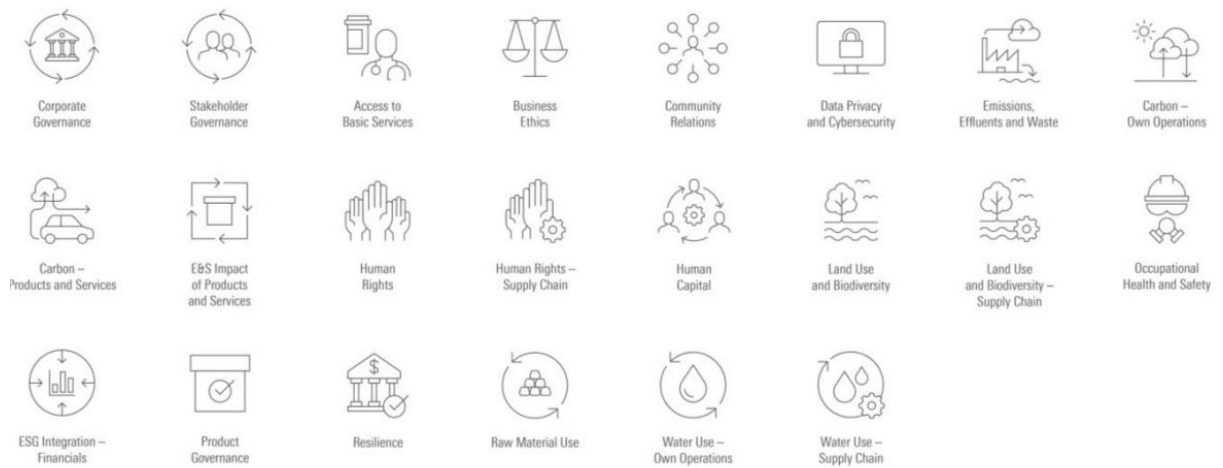 Corporate
Governance
Stakeholder
Governance
Access to
Basic Services
Business
Ethics
Community
Relations
Data Privacy
and Cybersecurity
Emissions,
Effluents and Waste
Carbon –
Own Operations
Carbon –
Products and Services
E&S Impact
of Products
and Services
Human
Rights
Human Rights –
Supply Chain
Human
Capital
Land Use
and Biodiversity
Land Use
and Biodiversity –
Supply Chain
Occupational
Health and Safety
$
ESG Integration –
Financials
Product
Governance
Resilience
Raw Material Use
Water Use –
Own Operations
Water Use –
Supply Chain